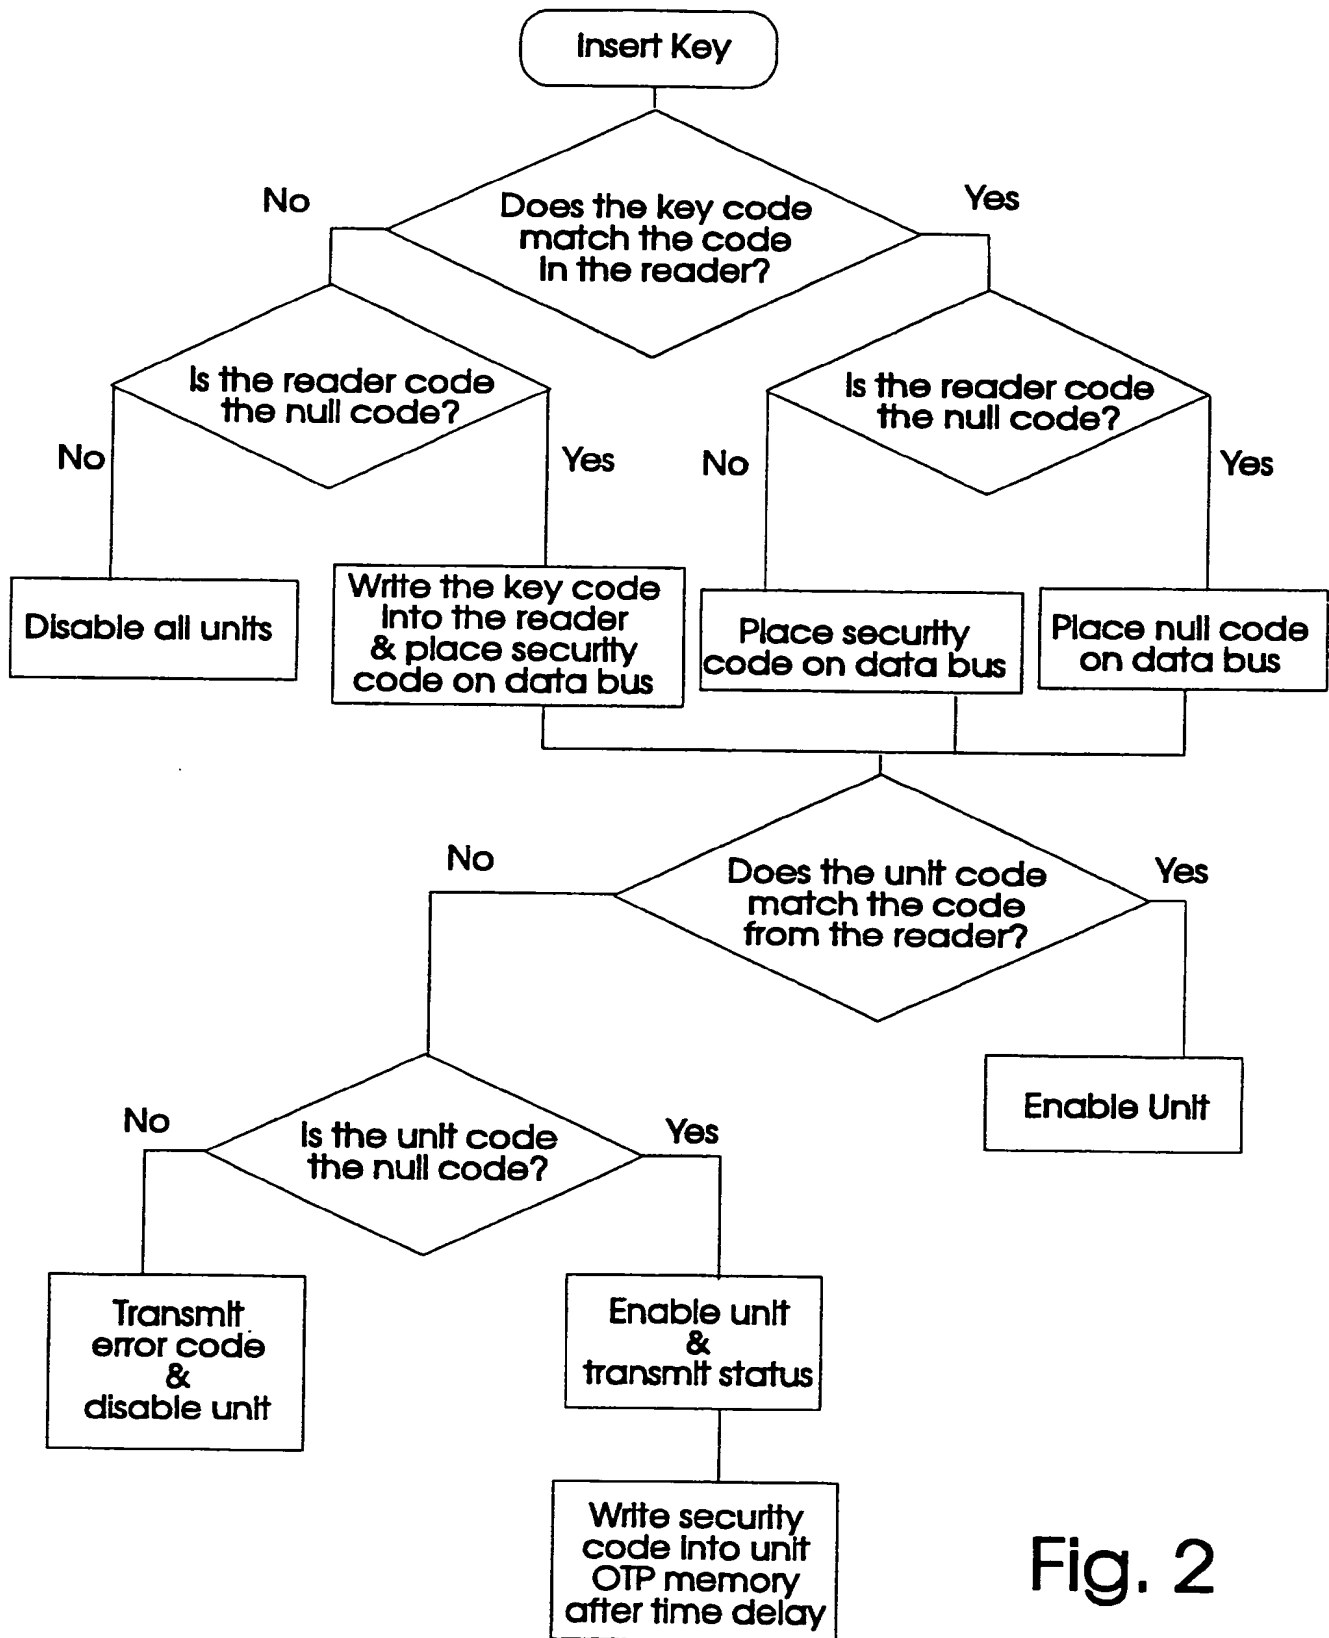 Insert Key
No
Yes
Does the key code
match the code
in the reader?
Is the reader code
the null code?
Is the reader code
the null code?
No
Yes
No
Yes
Disable all units
Write the key code
into the reader
& place security
code on data bus
Place security
code on data bus
Place null code
on data bus
No
Yes
Does the unit code
match the code
from the reader?
Enable Unit
No
Yes
Is the unit code
the null code?
Transmit
error code
&
disable unit
Enable unit
&
transmit status
Write security
code into unit
OTP memory
after time delay
Fig. 2